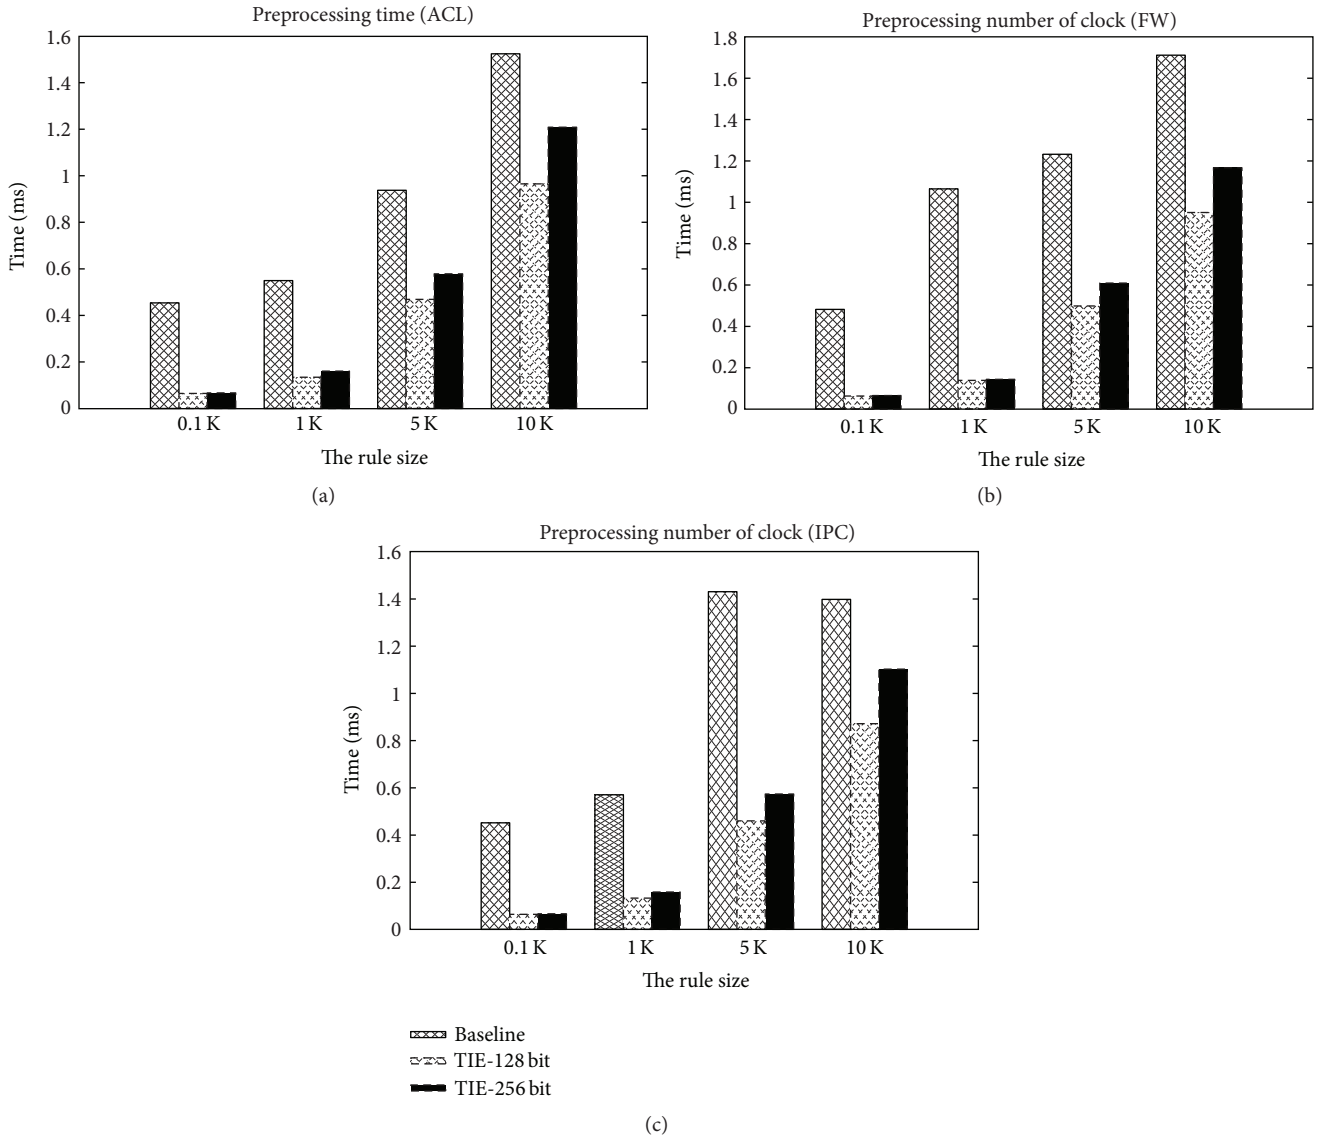 Preprocessing time (ACL)
1.6
1.4
1.2
1
0.8
0.6
0.4
0.2
0
Time (ms)
0.1 K
1 K
5 K
10 K
The rule size
(a)
Preprocessing number of clock (FW)
1.8
1.6
1.4
1.2
1
0.8
0.6
0.4
0.2
0
Time (ms)
0.1 K
1 K
5 K
10 K
The rule size
(b)
Preprocessing number of clock (IPC)
1.6
1.4
1.2
1
0.8
0.6
0.4
0.2
0
Time (ms)
0.1 K
1 K
5 K
10 K
The rule size
Baseline
TIE-128 bit
TIE-256 bit
(c)